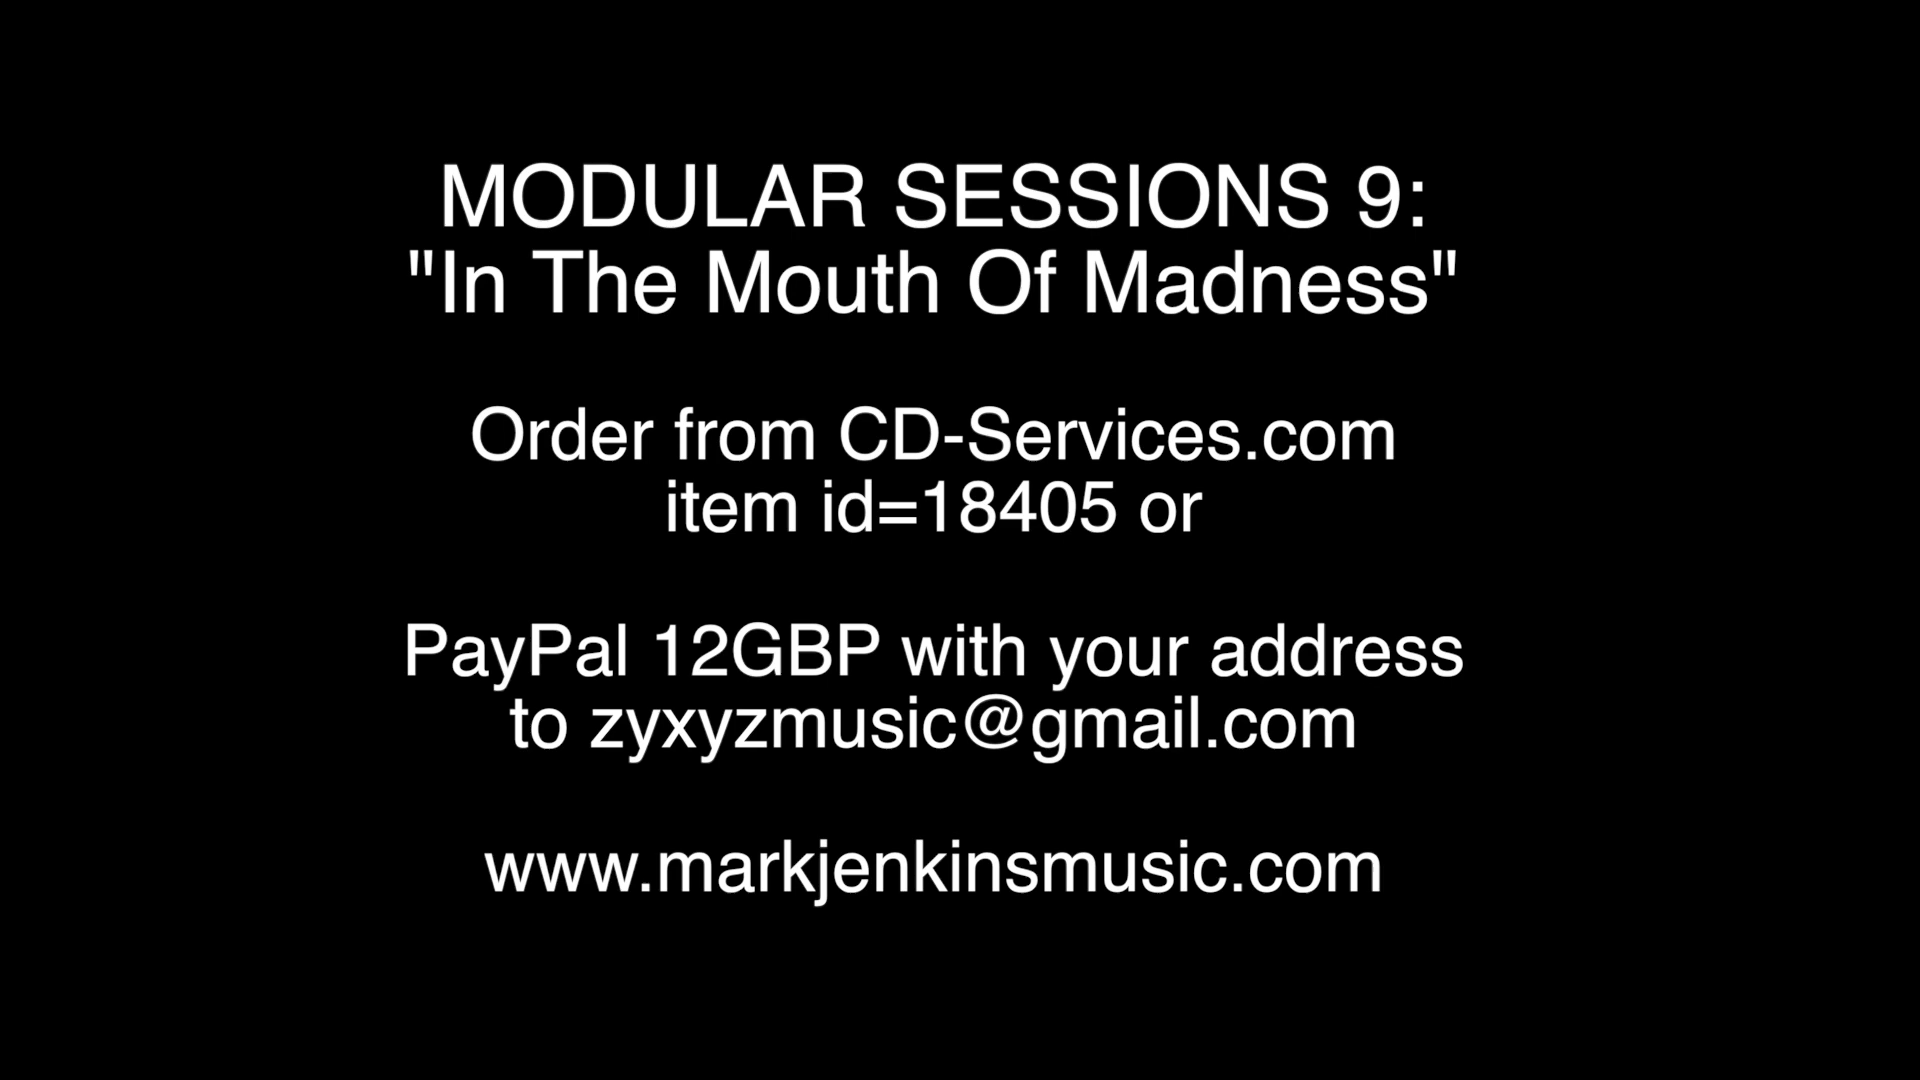 MODULAR SESSIONS 9:
"In The Mouth Of Madness"
Order from CD-Services.com
item id=18405 or
PayPal 12GBP with your address
to zyxyzmusic@gmail.com
www.markjenkinsmusic.com